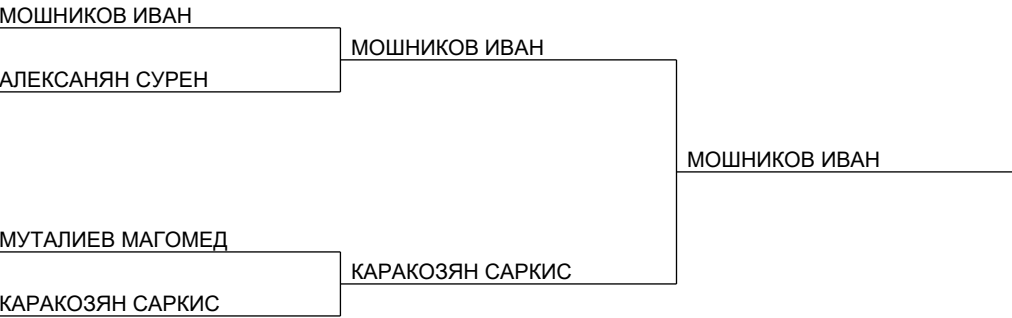 МОШНИКОВ ИВАН
МОШНИКОВ ИВАН
АЛЕКСАНЯН СУРЕН
МОШНИКОВ ИВАН
МУТАЛИЕВ МАГОМЕД
КАРАКОЗЯН САРКИС
КАРАКОЗЯН САРКИС